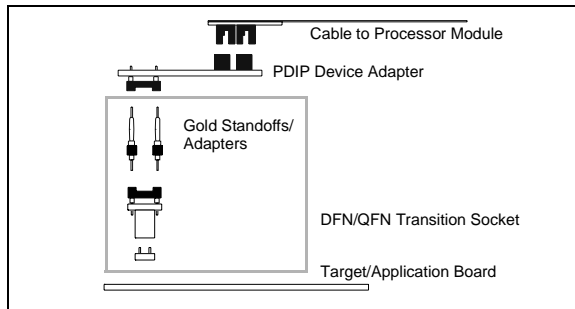 Cable to Processor Module
PDIP Device Adapter
Gold Standoffs/
Adapters
DFN/QFN Transition Socket
Target/Application Board